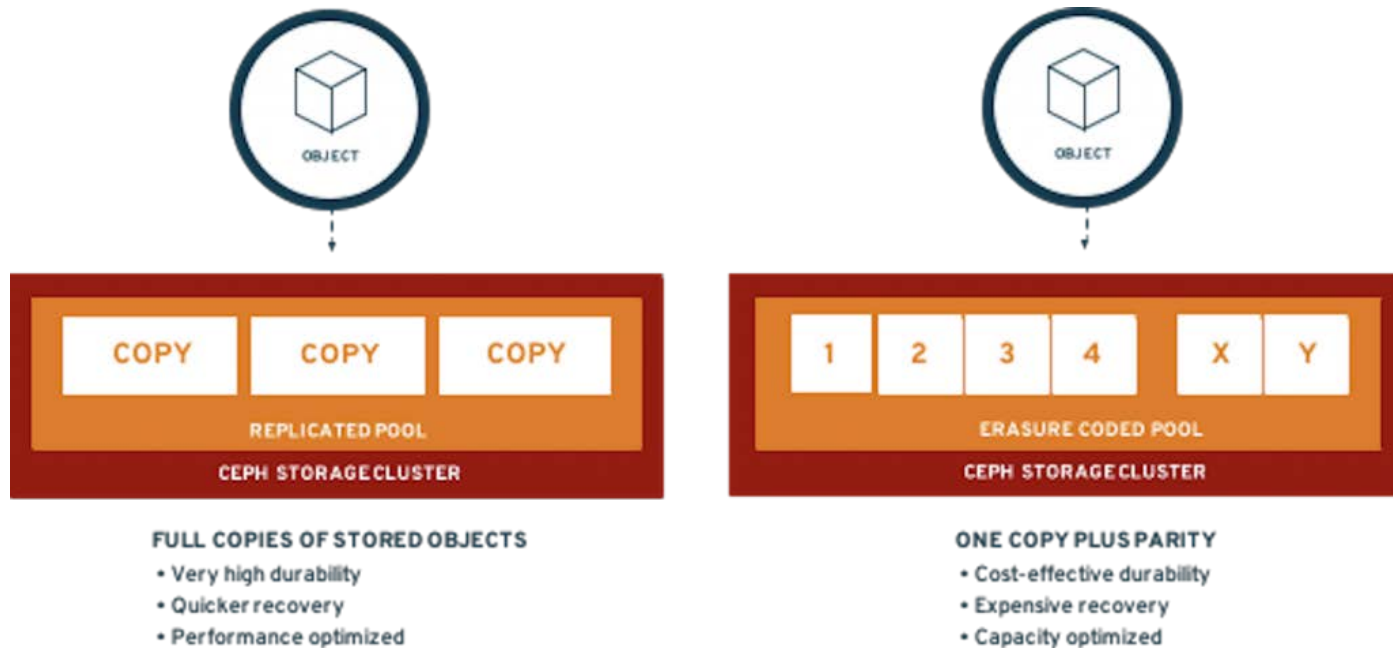 OBJECT
COPY COPY COPY
REPLICATED POOL
CEPH STORAGE CLUSTER
FULL COPIES OF STORED OBJECTS
• Very high durability
• Quicker recovery
• Performance optimized
OBJECT
1 2 3 4 X Y
ERASURE CODED POOL
CEPH STORAGE CLUSTER
ONE COPY PLUS PARITY
• Cost-effective durability
• Expensive recovery
• Capacity optimized